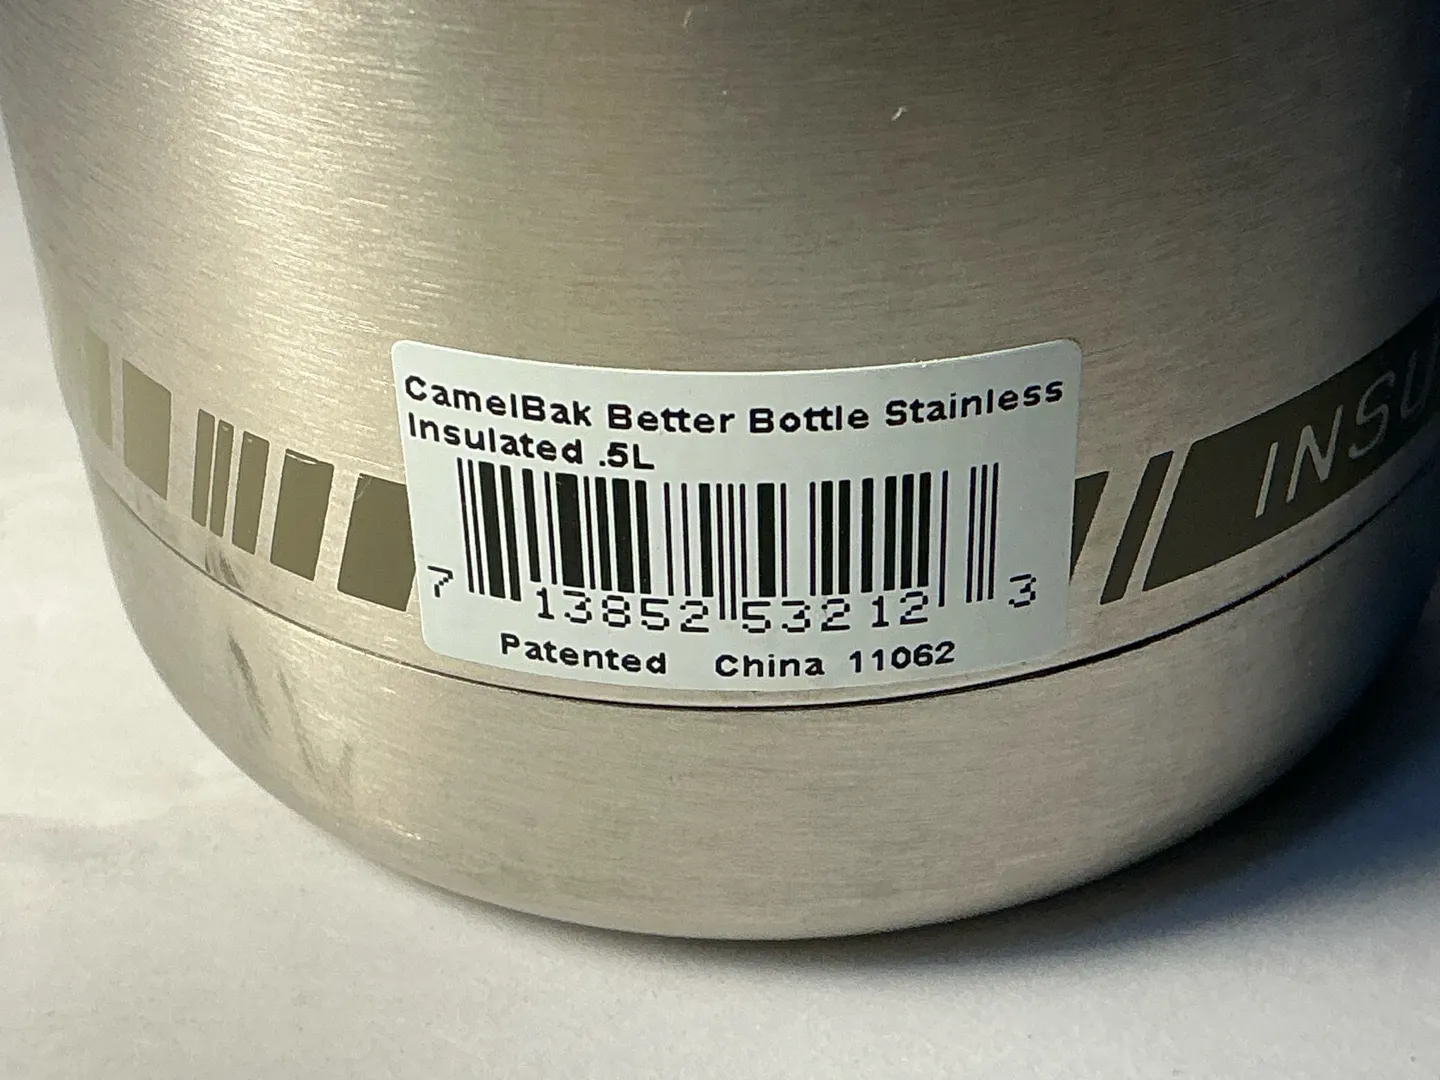 CamelBak Better Bottle Stainless
Insulated .5L
7 13852 53212 3
Patented China 11062
INSU